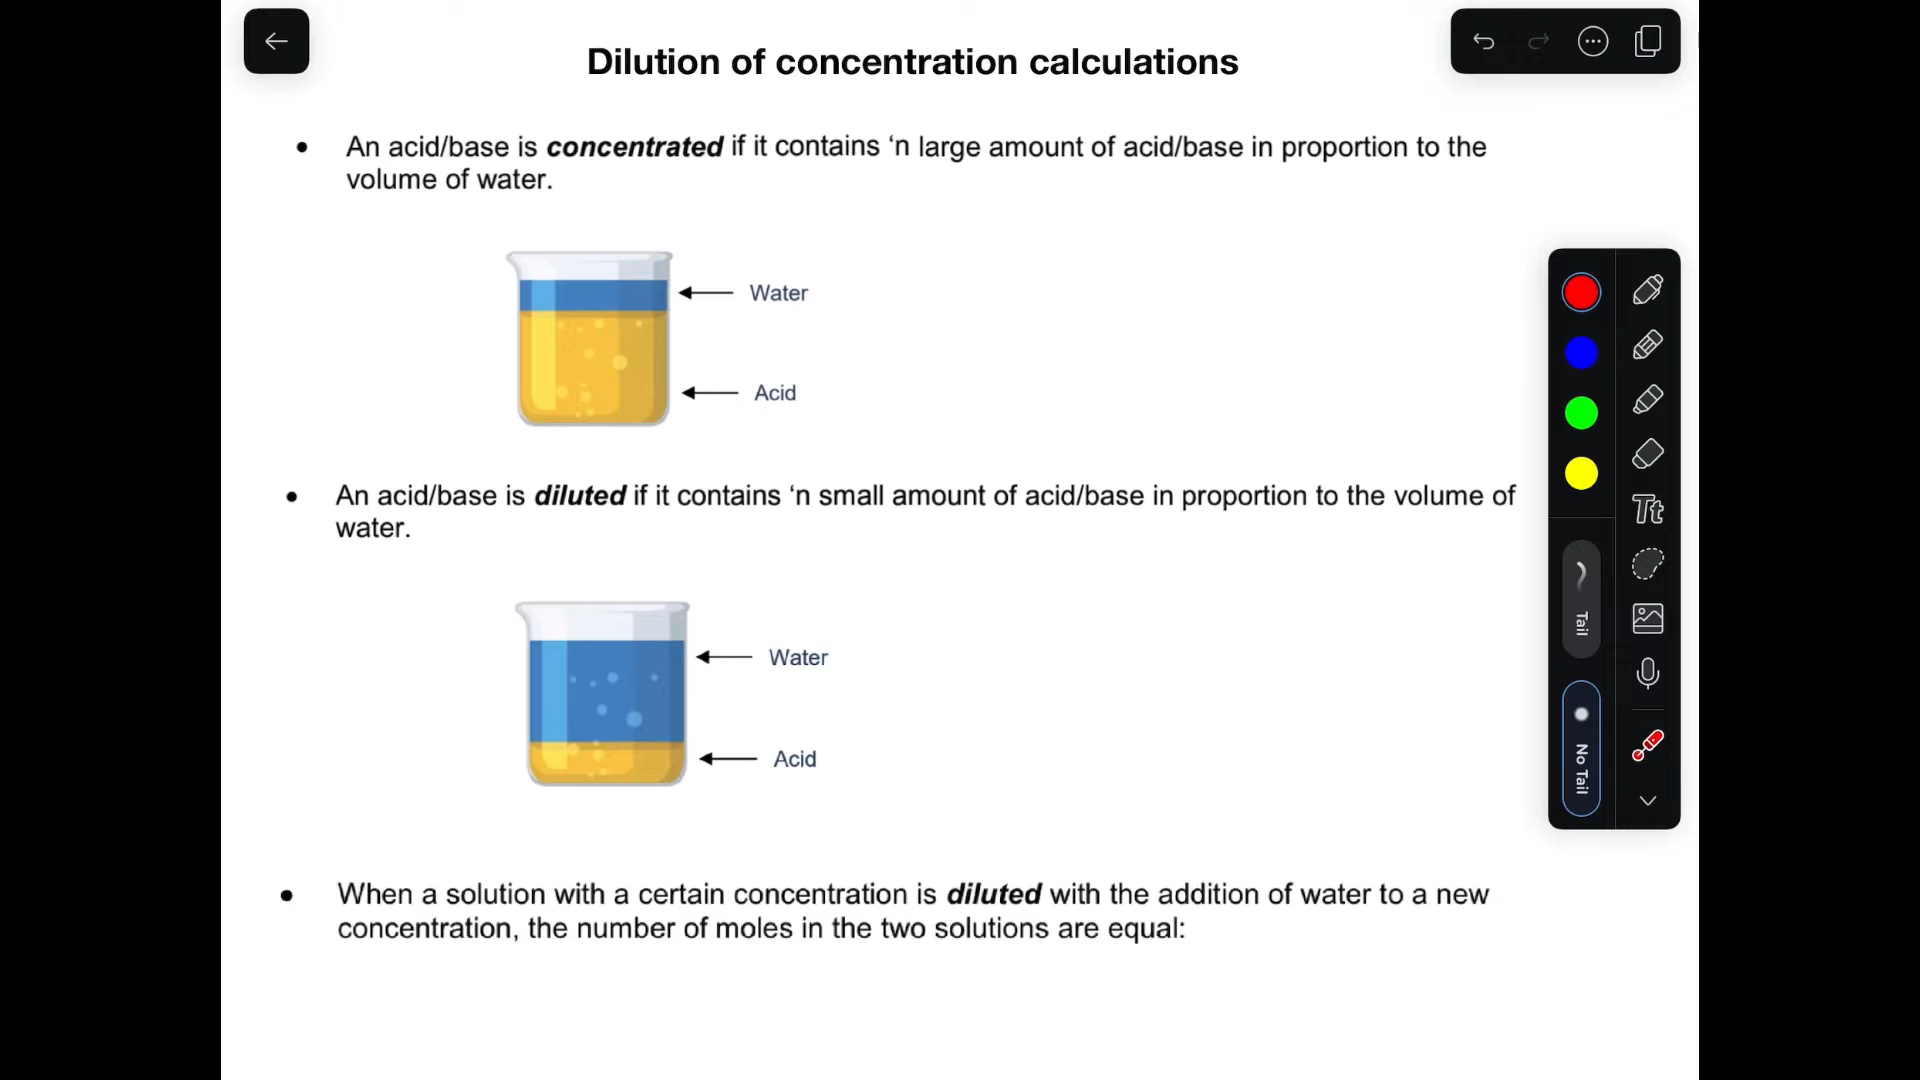 Dilution of concentration calculations
• An acid/base is concentrated if it contains ‘n large amount of acid/base in proportion to the
volume of water.
Water
Acid
• An acid/base is diluted if it contains ‘n small amount of acid/base in proportion to the volume of
water.
Water
Acid
• When a solution with a certain concentration is diluted with the addition of water to a new
concentration, the number of moles in the two solutions are equal:
Tt
Tail
No Tail